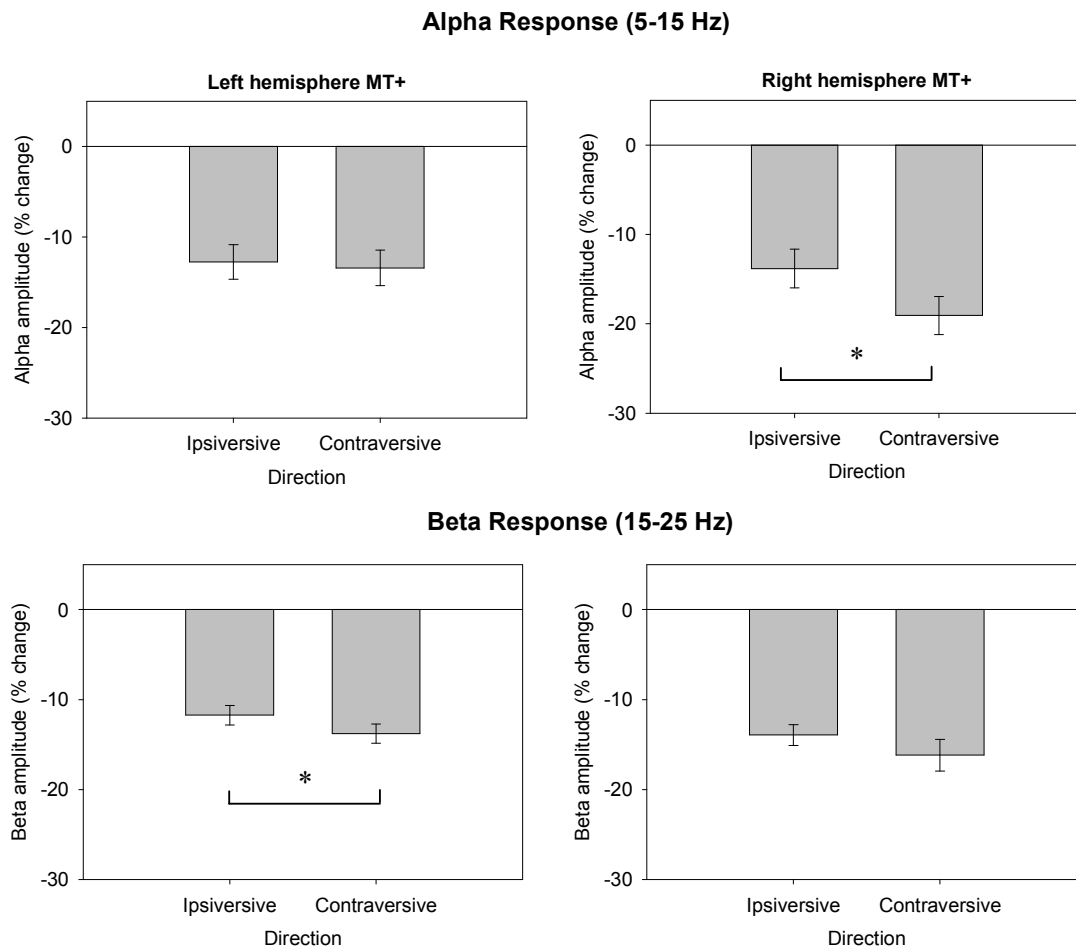 Alpha Response (5-15 Hz)
Left hemisphere MT+
Right hemisphere MT+
Alpha amplitude (% change)
0
-10
-20
-30
Ipsiversive Contraversive
Direction
Alpha amplitude (% change)
0
-10
-20
-30
*
Ipsiversive Contraversive
Direction
Beta Response (15-25 Hz)
Beta amplitude (% change)
0
-10
-20
-30
*
Ipsiversive Contraversive
Direction
Beta amplitude (% change)
0
-10
-20
-30
Ipsiversive Contraversive
Direction